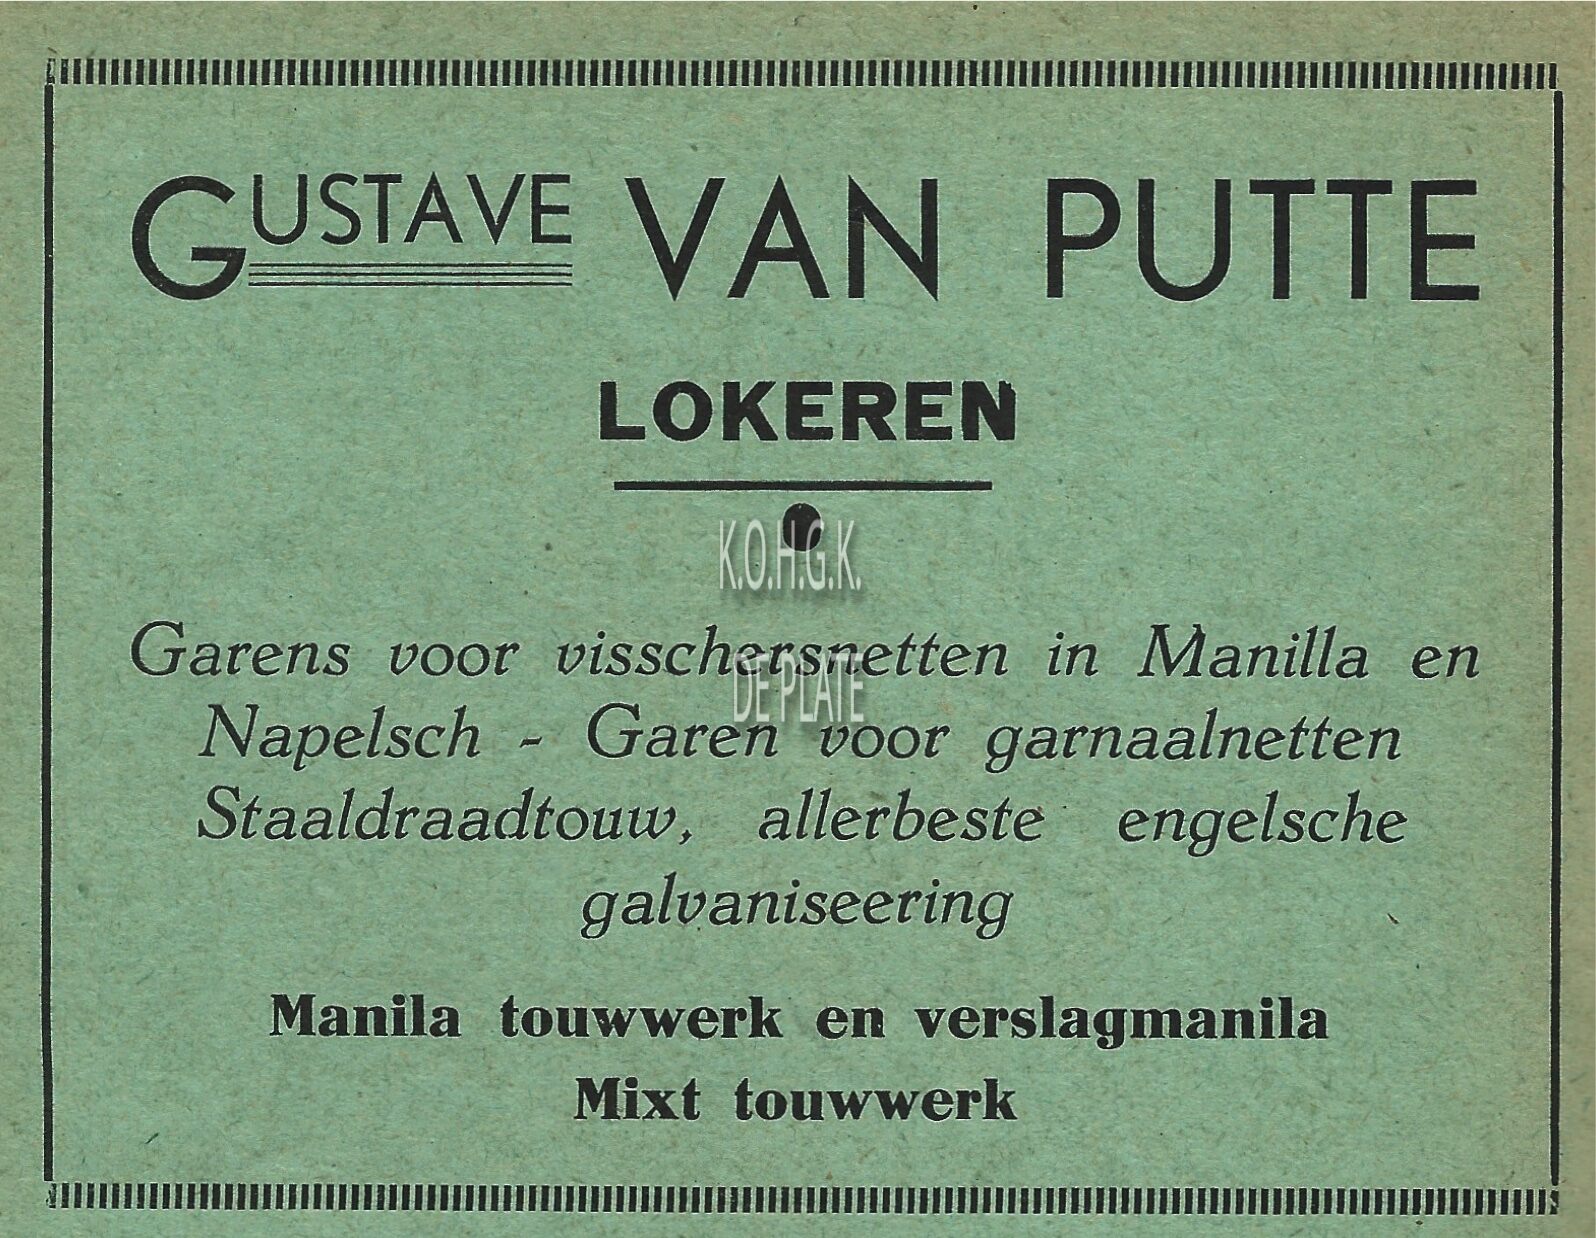 GUSTAVE VAN PUTTE
LOKEREN
K.O.H.G.K.
Garens voor visschersnetten in Manilla en
DE PLATE
Napelsch - Garen voor garnaalnetten
Staaldraadtouw, allerbeste engelsche
galvaniseering
Manila touwwerk en verslagmanila
Mixt touwwerk